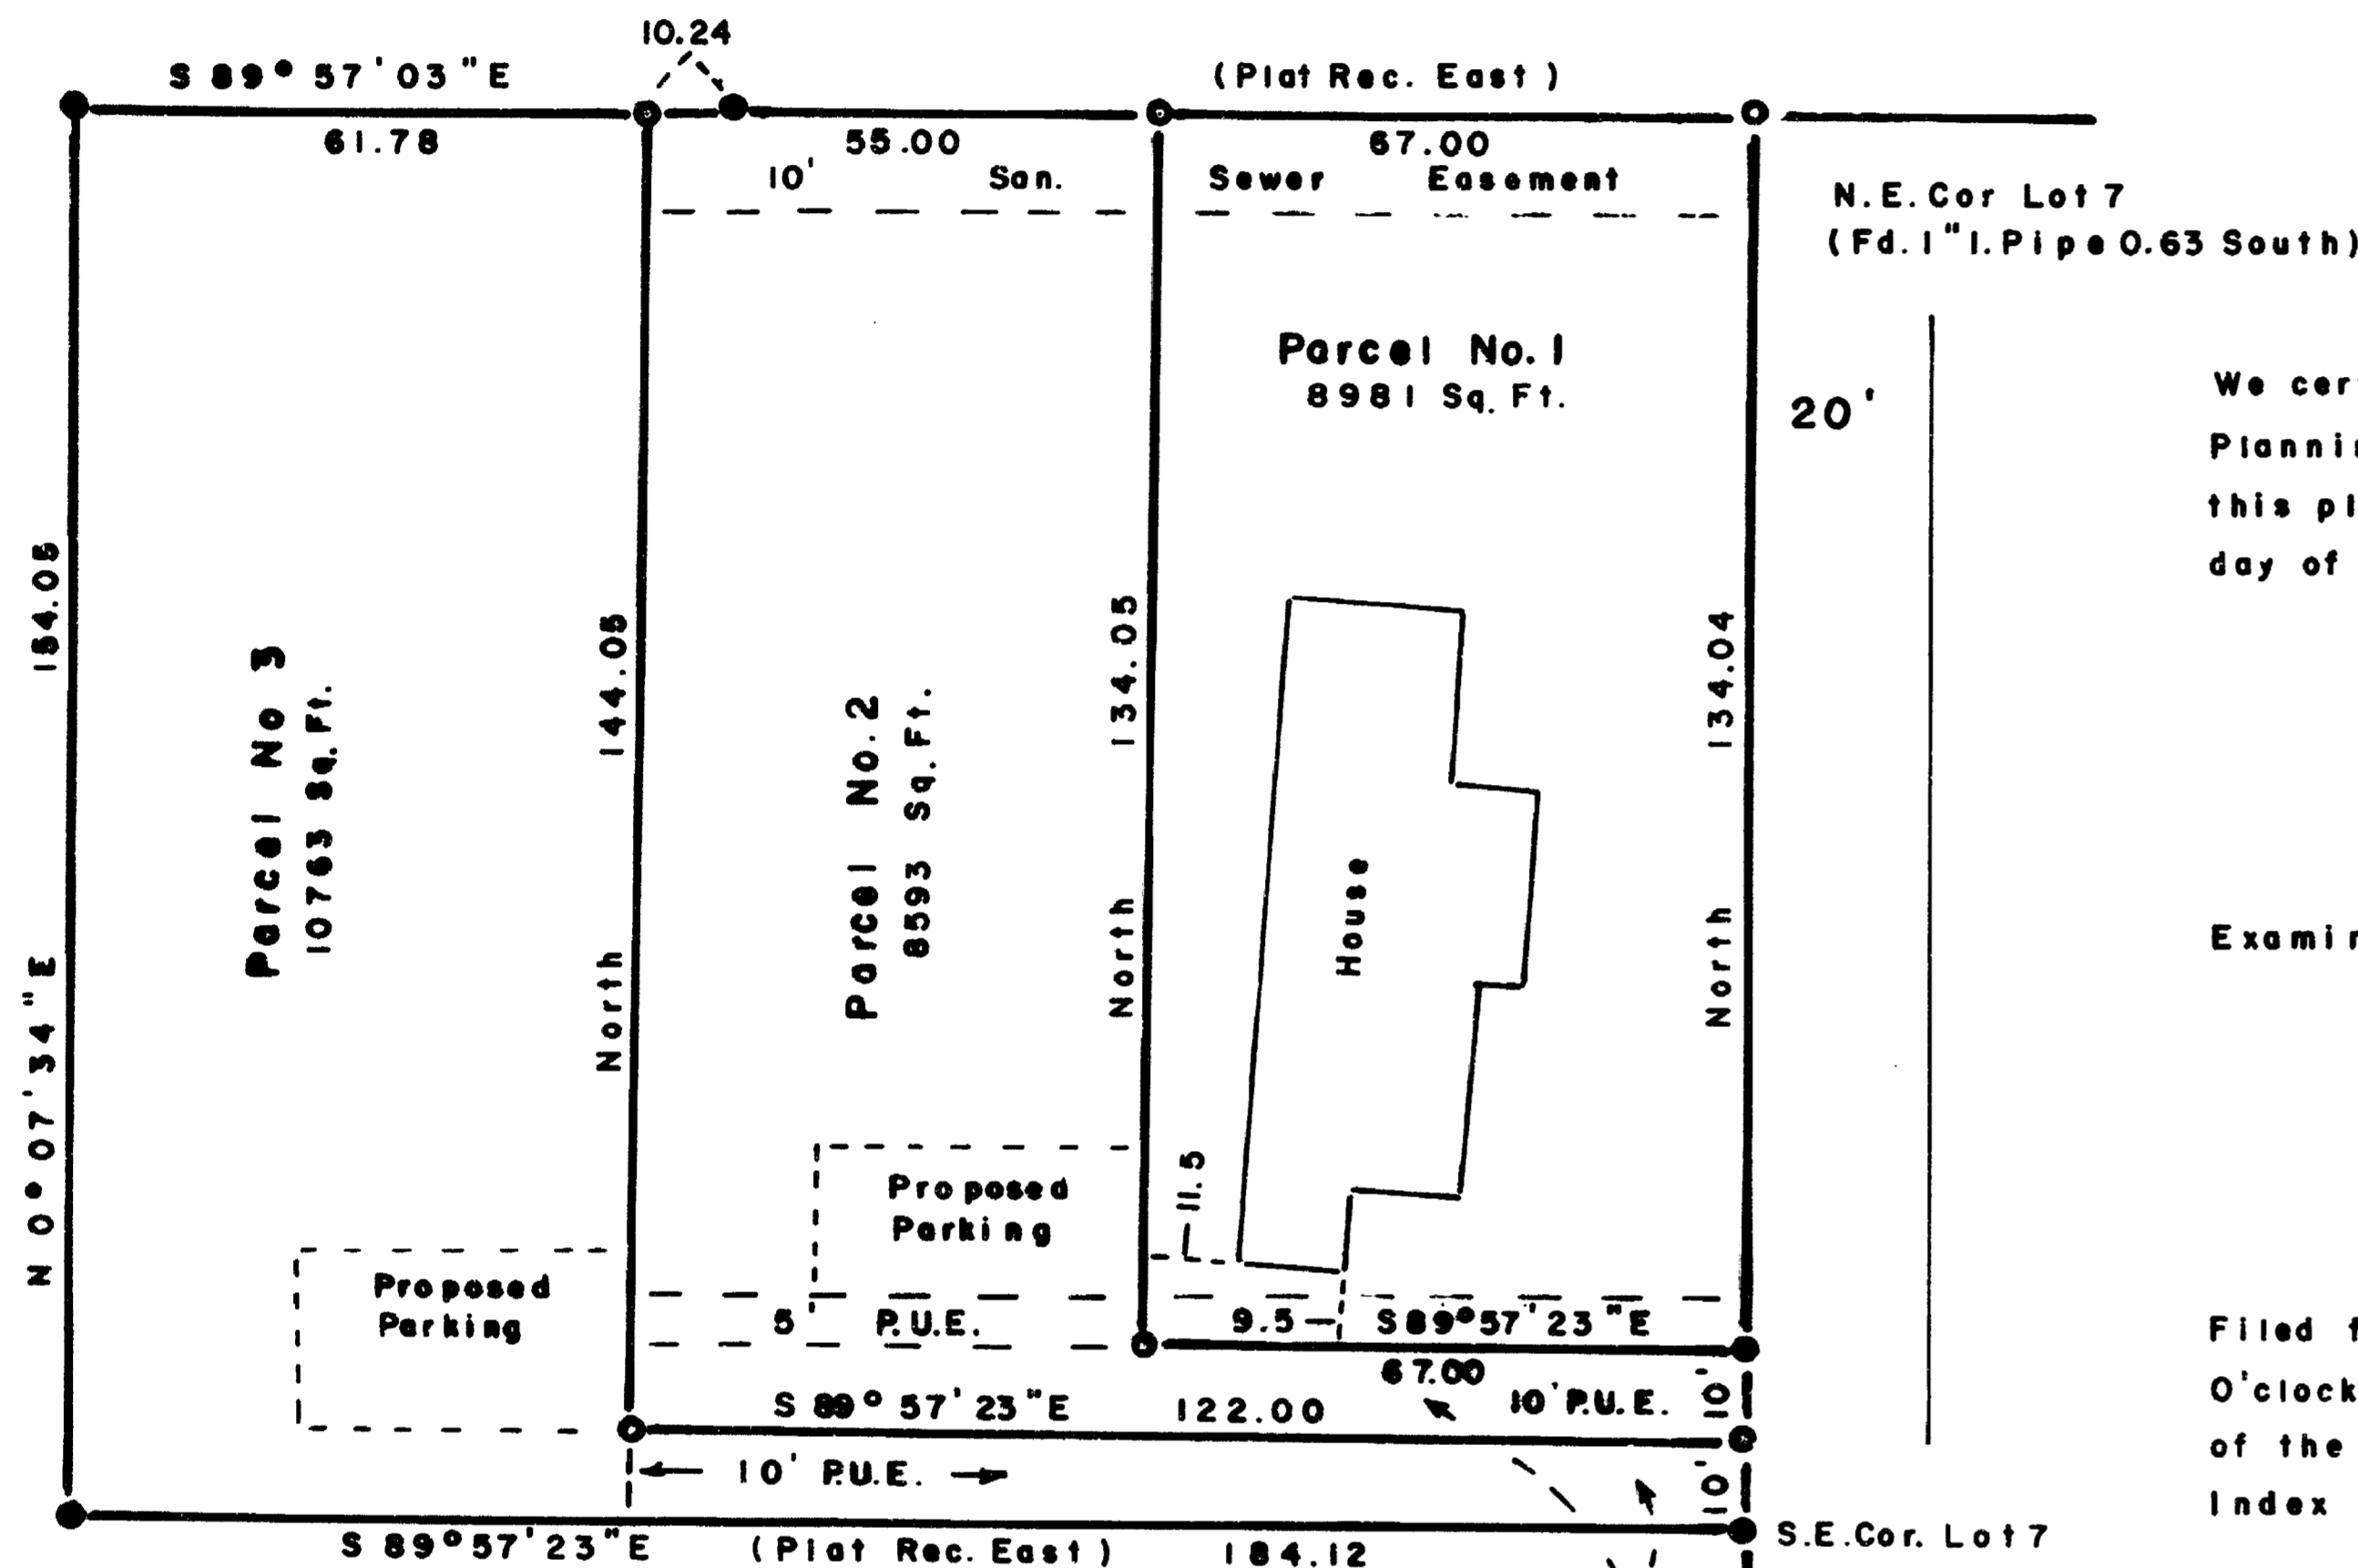 10.24
S 89° 57' 03" E
(Plat Rec. East)
61.78
55.00
67.00
10' San. Sewer Easement
N.E. Cor Lot 7
(Fd. 1" I. Pipe 0.63 South)
Parcel No. 1
8981 Sq. Ft.
20'
We cer
Plannin
this pl
day of
154.05
N 0° 07' 34" E
Parcel No 3
10763 Sq. Ft.
144.05
North
Parcel No. 2
8593 Sq. Ft.
134.05
North
House
134.04
North
Examin
11.5
Proposed
Parking
Proposed
Parking
5' P.U.E.
9.5
S89°57'23"E
67.00
Filed f
O'clock
of the
Index
S 89° 57' 23" E 122.00
10' P.U.E.
10'
10' P.U.E.
10'
S 89° 57' 23" E (Plat Rec. East) 184.12
S.E. Cor. Lot 7